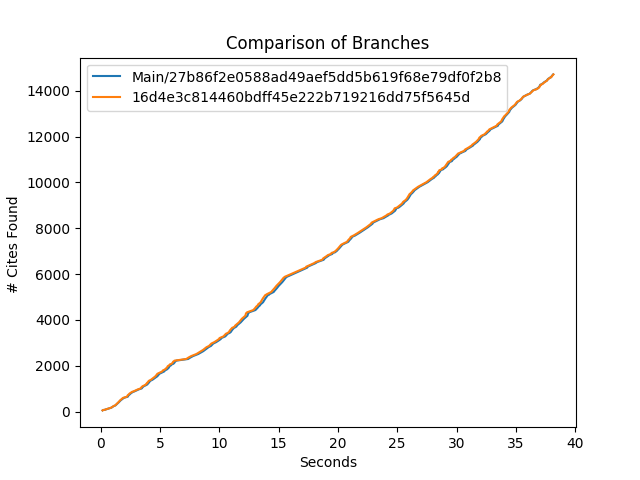 Comparison of Branches
Main/27b86f2e0588ad49aef5dd5b619f68e79df0f2b8
16d4e3c814460bdff45e222b719216dd75f5645d
# Cites Found
14000
12000
10000
8000
6000
4000
2000
0
0 5 10 15 20 25 30 35 40
Seconds